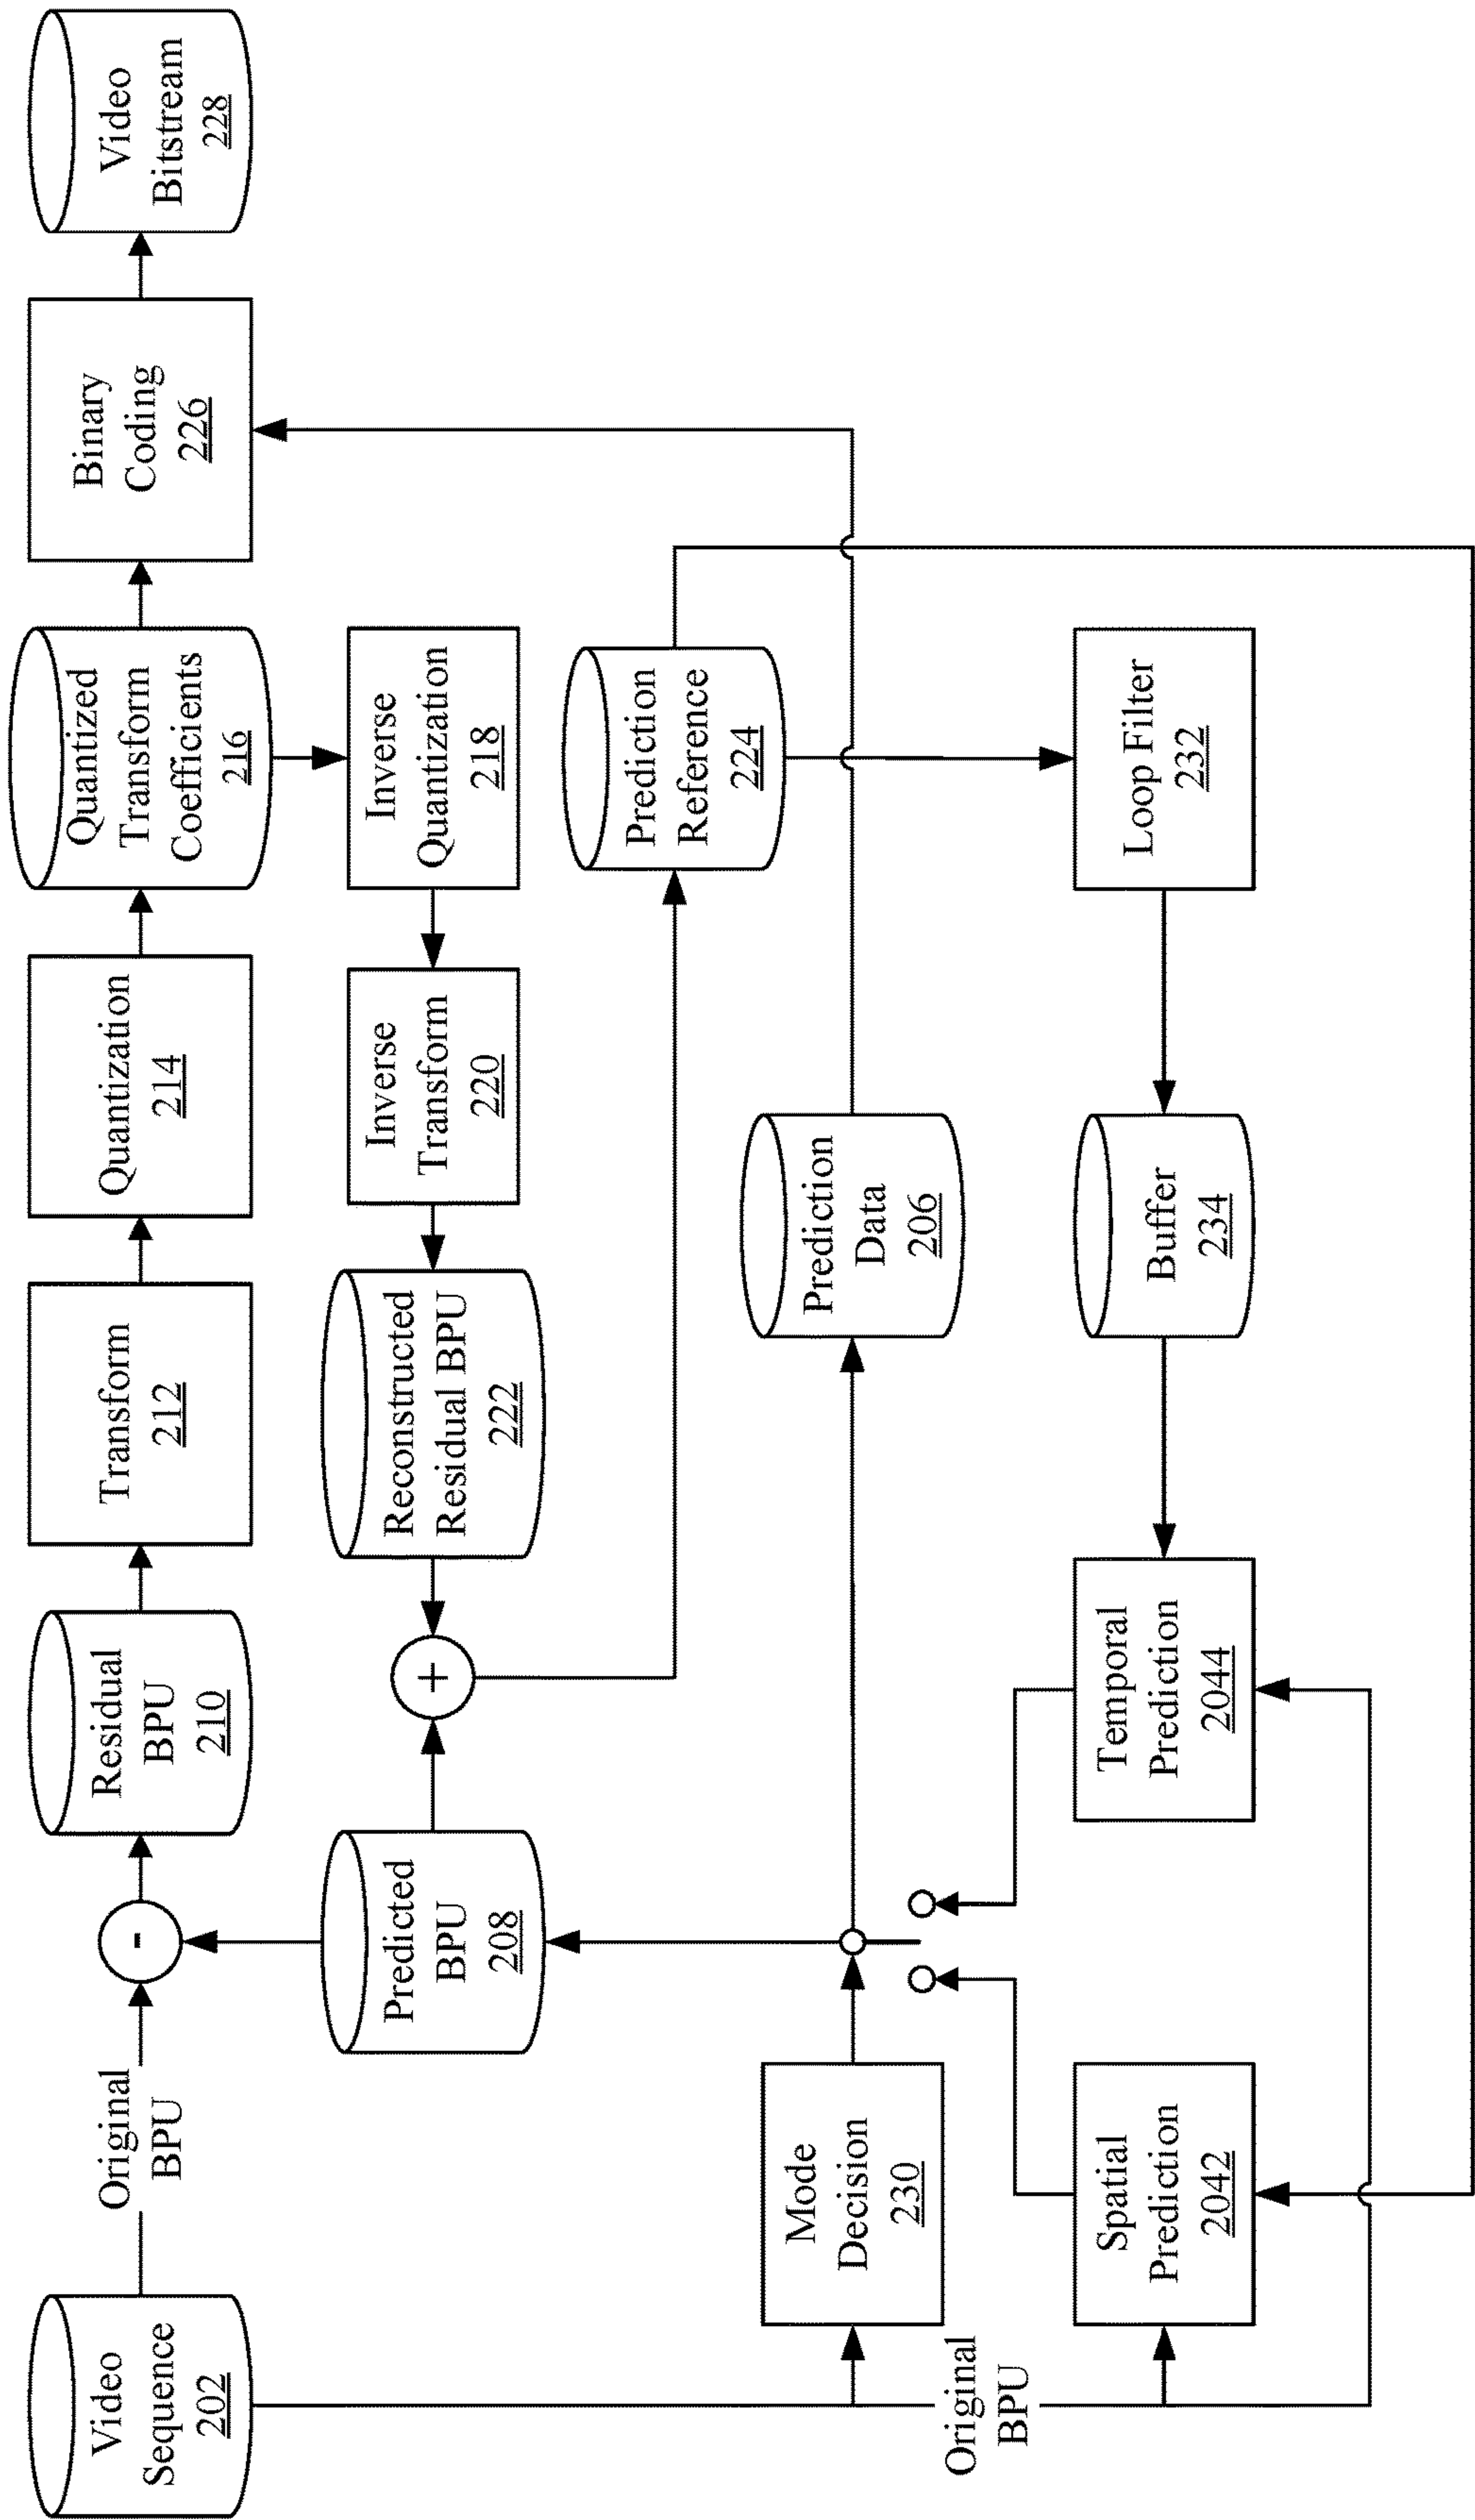 Video
Sequence
202
Original
BPU
-
Residual
BPU
210
Transform
212
Quantization
214
Quantized
Transform
Coefficients
216
Binary
Coding
226
Video
Bitstream
228
Predicted
BPU
208
+
Reconstructed
Residual BPU
222
Inverse
Transform
220
Inverse
Quantization
218
Prediction
Reference
224
Mode
Decision
230
Prediction
Data
206
Original
BPU
Spatial
Prediction
2042
Temporal
Prediction
2044
Buffer
234
Loop Filter
232